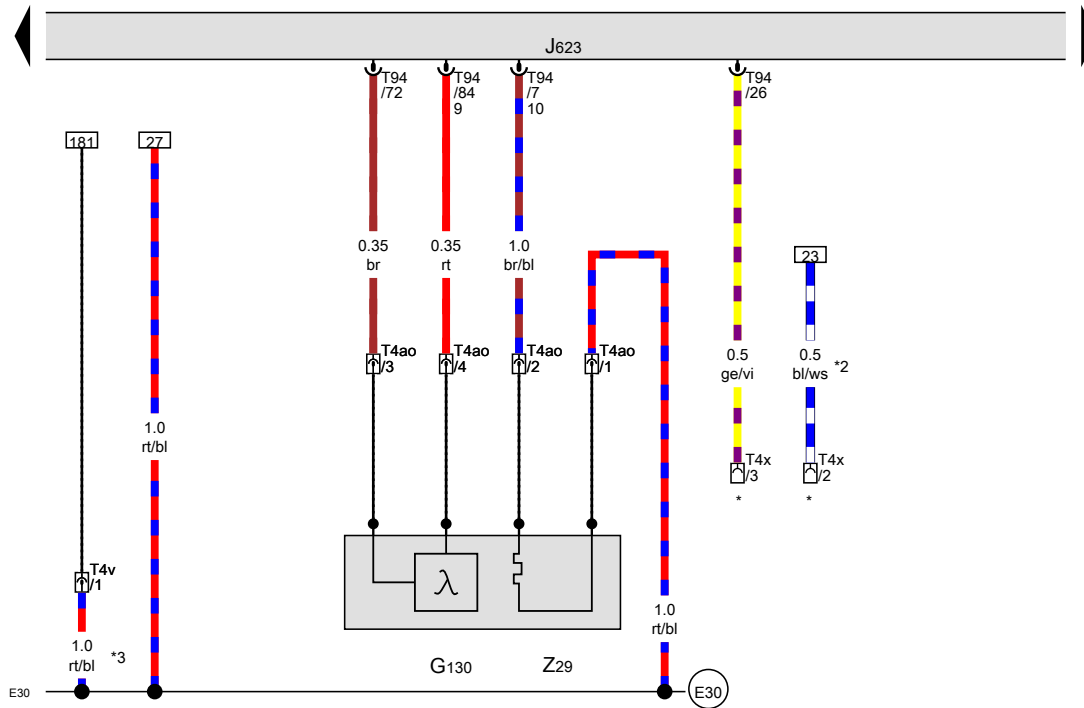 J623
T94
/72
T94
/84
9
T94
/7
10
T94
/26
181
27
0.35
br
0.35
rt
1.0
br/bl
23
T4ao
/3
T4ao
/4
T4ao
/2
T4ao
/1
0.5
ge/vi
0.5
bl/ws *2
1.0
rt/bl
T4x
/3
*
T4x
/2
*
T4v
/1
λ
1.0
rt/bl *3
1.0
rt/bl
G130
Z29
E30
E30